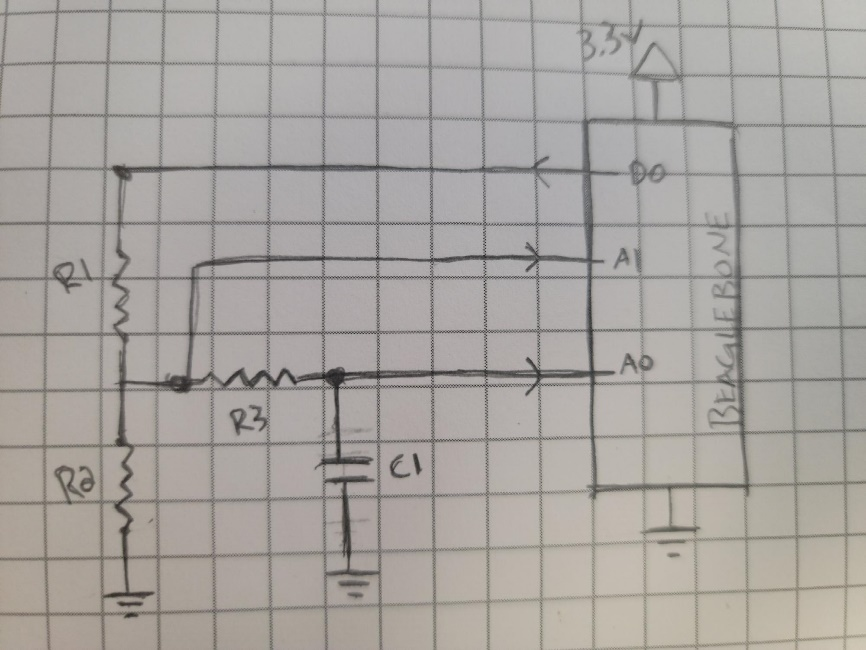 3.3V
D0
R1
A1
A0
BEAGLEBONE
R3
R2
C1